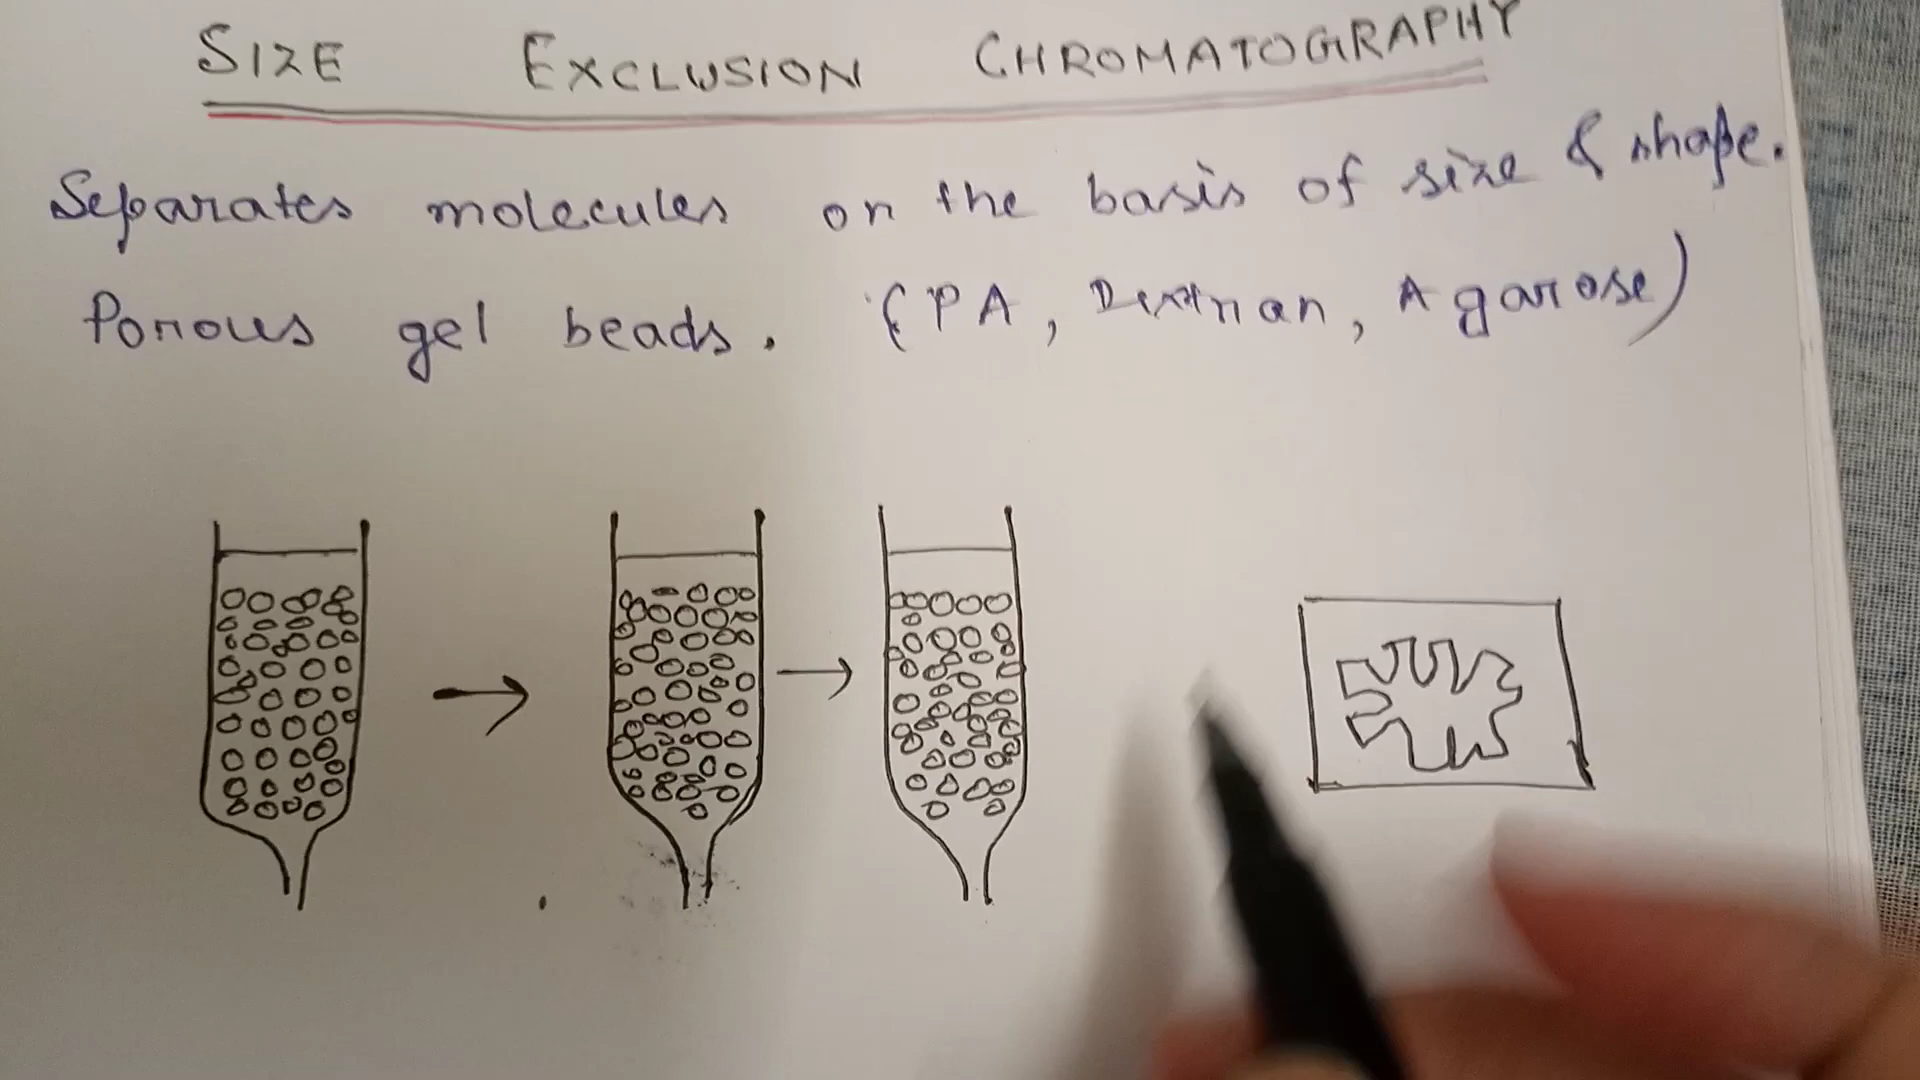 SIZE EXCLUSION CHROMATOGRAPHY
Separates molecules on the basis of size & shape.
Porous gel beads. (PA, Dextran, Agarose)